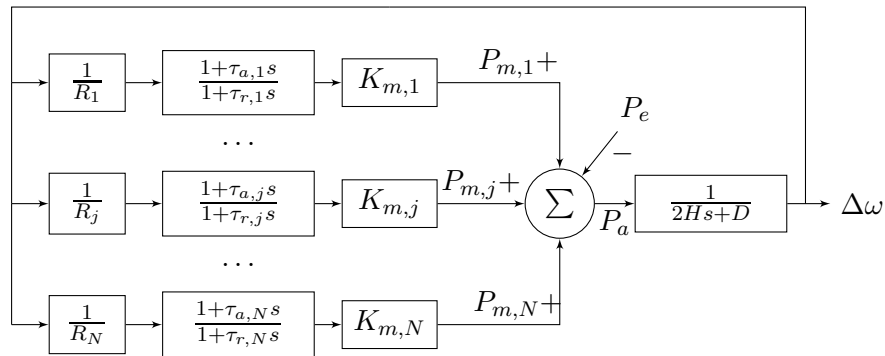 1/R_1 (1+τ_{a,1}s)/(1+τ_{r,1}s) K_{m,1} P_{m,1}+
P_e
−
⋯
1/R_j (1+τ_{a,j}s)/(1+τ_{r,j}s) K_{m,j} P_{m,j}+ ∑ P_a 1/(2Hs+D) Δω
⋯
1/R_N (1+τ_{a,N}s)/(1+τ_{r,N}s) K_{m,N} P_{m,N}+